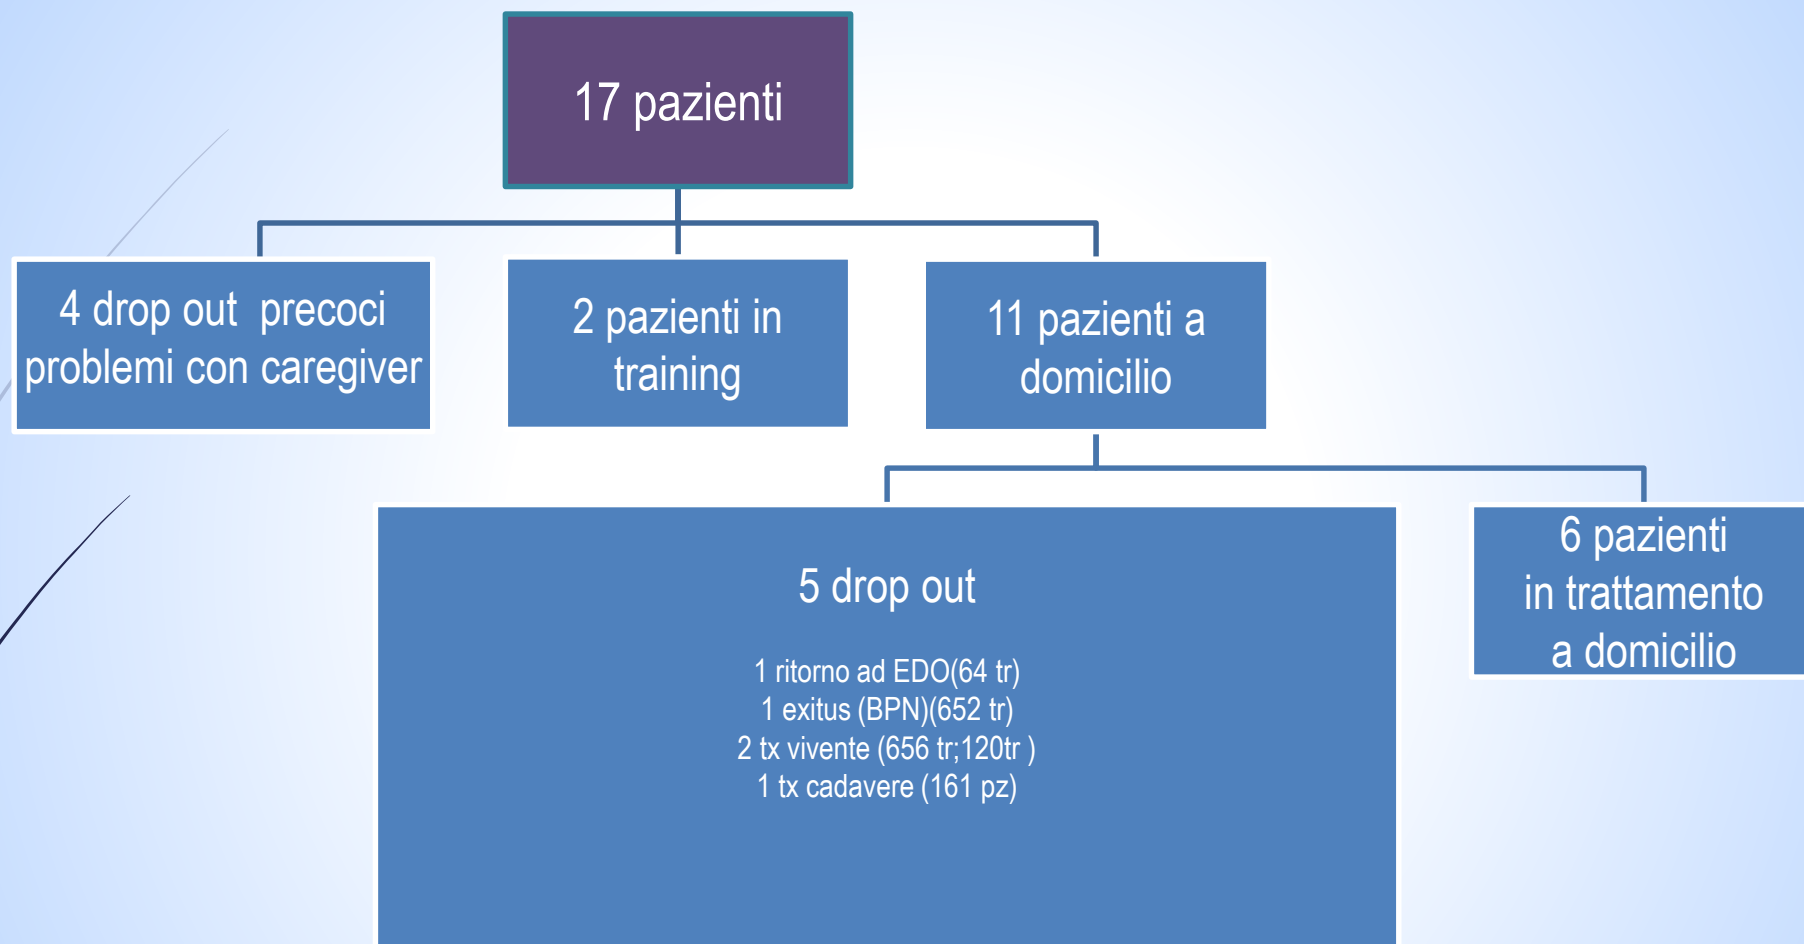 17 pazienti
4 drop out  precoci
problemi con caregiver
2 pazienti in
training
11 pazienti a
domicilio
5 drop out
1 ritorno ad EDO(64 tr)
1 exitus (BPN)(652 tr)
2 tx vivente (656 tr;120tr )
1 tx cadavere (161 pz)
6 pazienti
in trattamento
a domicilio